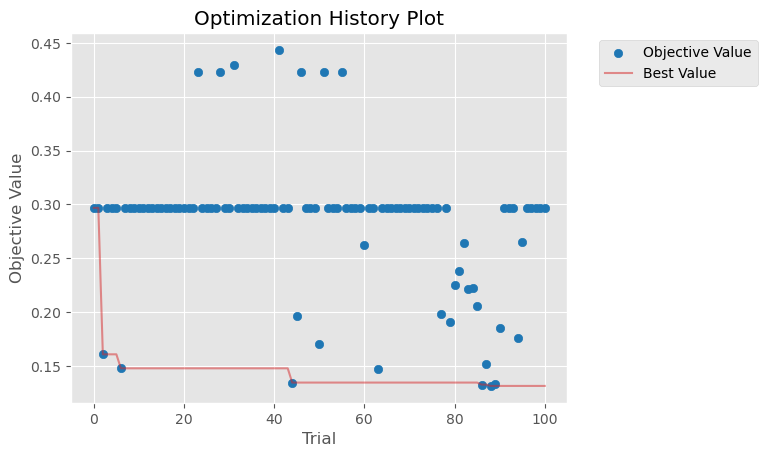 Optimization History Plot
Objective Value
Best Value
0.45
0.40
0.35
0.30
0.25
0.20
0.15
Objective Value
0
20
40
60
80
100
Trial